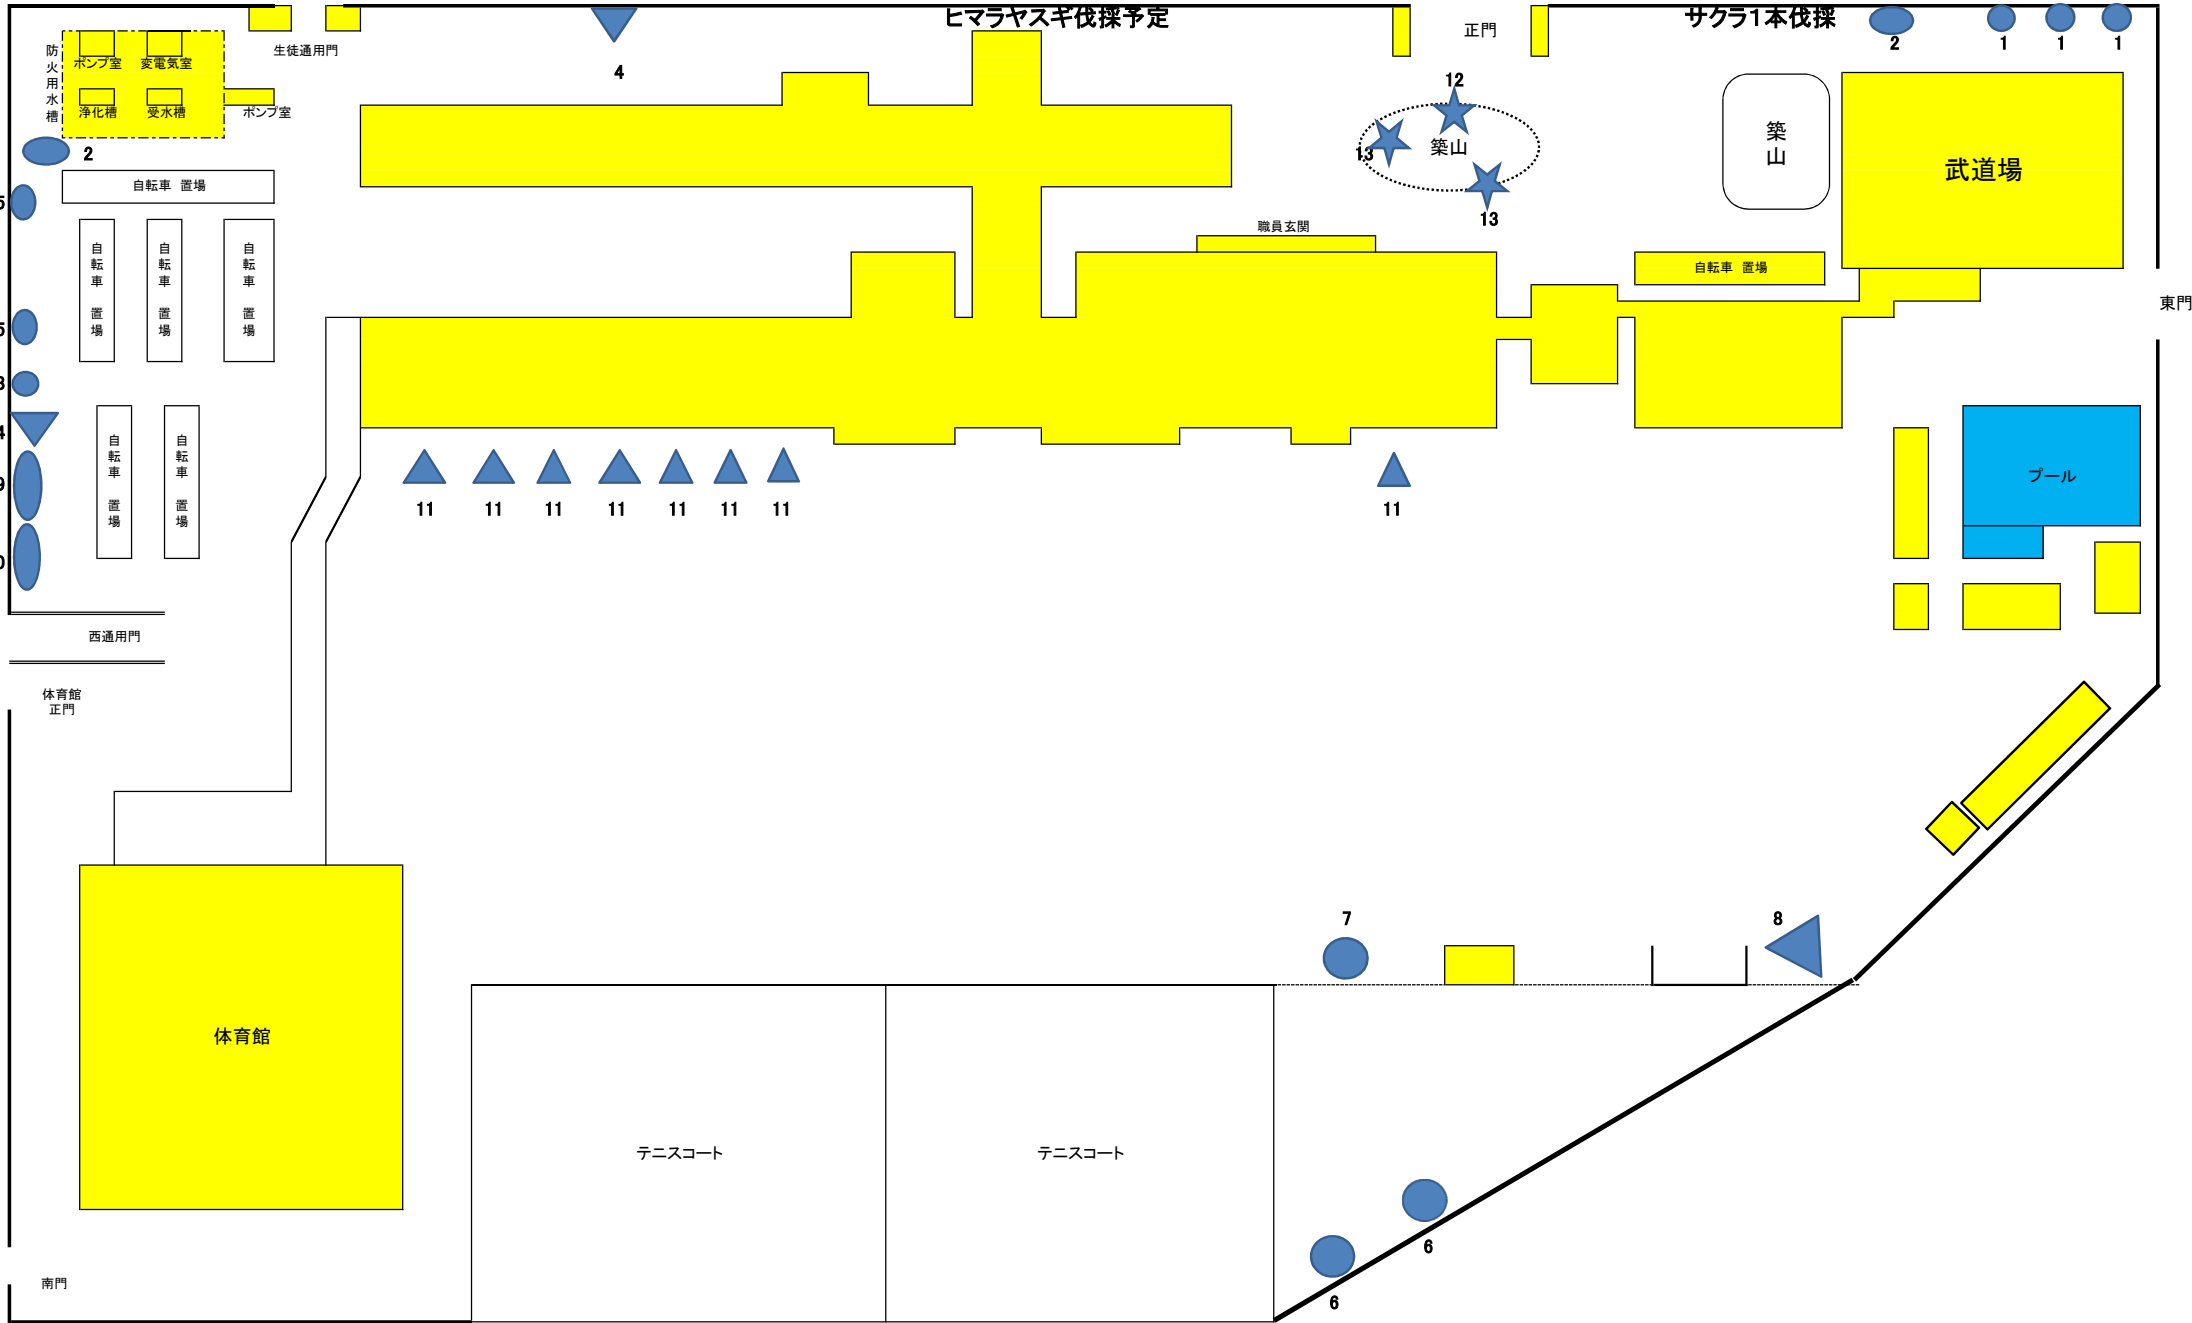 ヒマラヤスギ伐採予定
サクラ1本伐採
正門
2
1
1
1
生徒通用門
防火用水槽
ポンプ室
変電気室
浄化槽
受水槽
ポンプ室
4
12
13
築山
13
築山
武道場
2
自転車 置場
5
自転車 置場
自転車 置場
自転車 置場
職員玄関
自転車 置場
東門
5
3
4
9
自転車 置場
自転車 置場
11
11
11
11
11
11
11
11
プール
西通用門
体育館
正門
7
8
体育館
テニスコート
テニスコート
6
6
南門